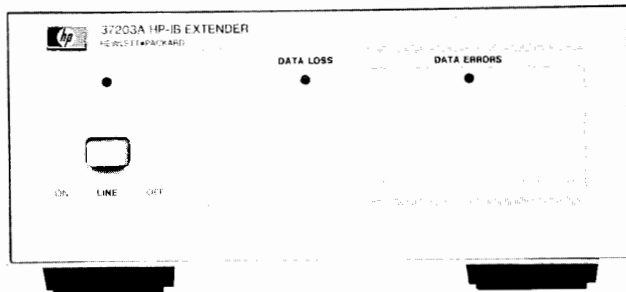 hp
37203A HP-IB EXTENDER
HEWLETT•PACKARD
DATA LOSS
DATA ERRORS
ON LINE OFF